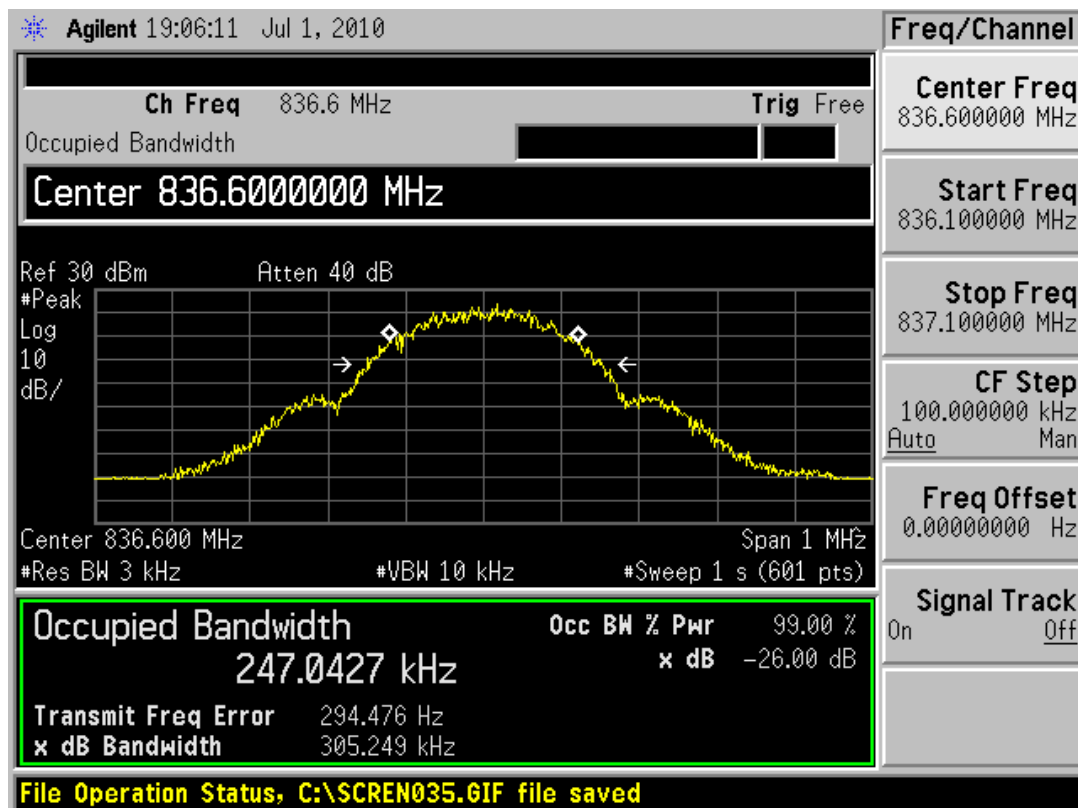 Agilent 19:06:11 Jul 1, 2010
Ch Freq 836.6 MHz Trig Free
Occupied Bandwidth
Center 836.6000000 MHz
Ref 30 dBm Atten 40 dB
#Peak
Log
10
dB/
Center 836.600 MHz Span 1 MHz
#Res BW 3 kHz #VBW 10 kHz #Sweep 1 s (601 pts)
Occupied Bandwidth Occ BW % Pwr 99.00 %
247.0427 kHz x dB -26.00 dB
Transmit Freq Error 294.476 Hz
x dB Bandwidth 305.249 kHz
File Operation Status, C:\SCREN035.GIF file saved
Freq/Channel
Center Freq
836.600000 MHz
Start Freq
836.100000 MHz
Stop Freq
837.100000 MHz
CF Step
100.000000 kHz
Auto Man
Freq Offset
0.00000000 Hz
Signal Track
On Off